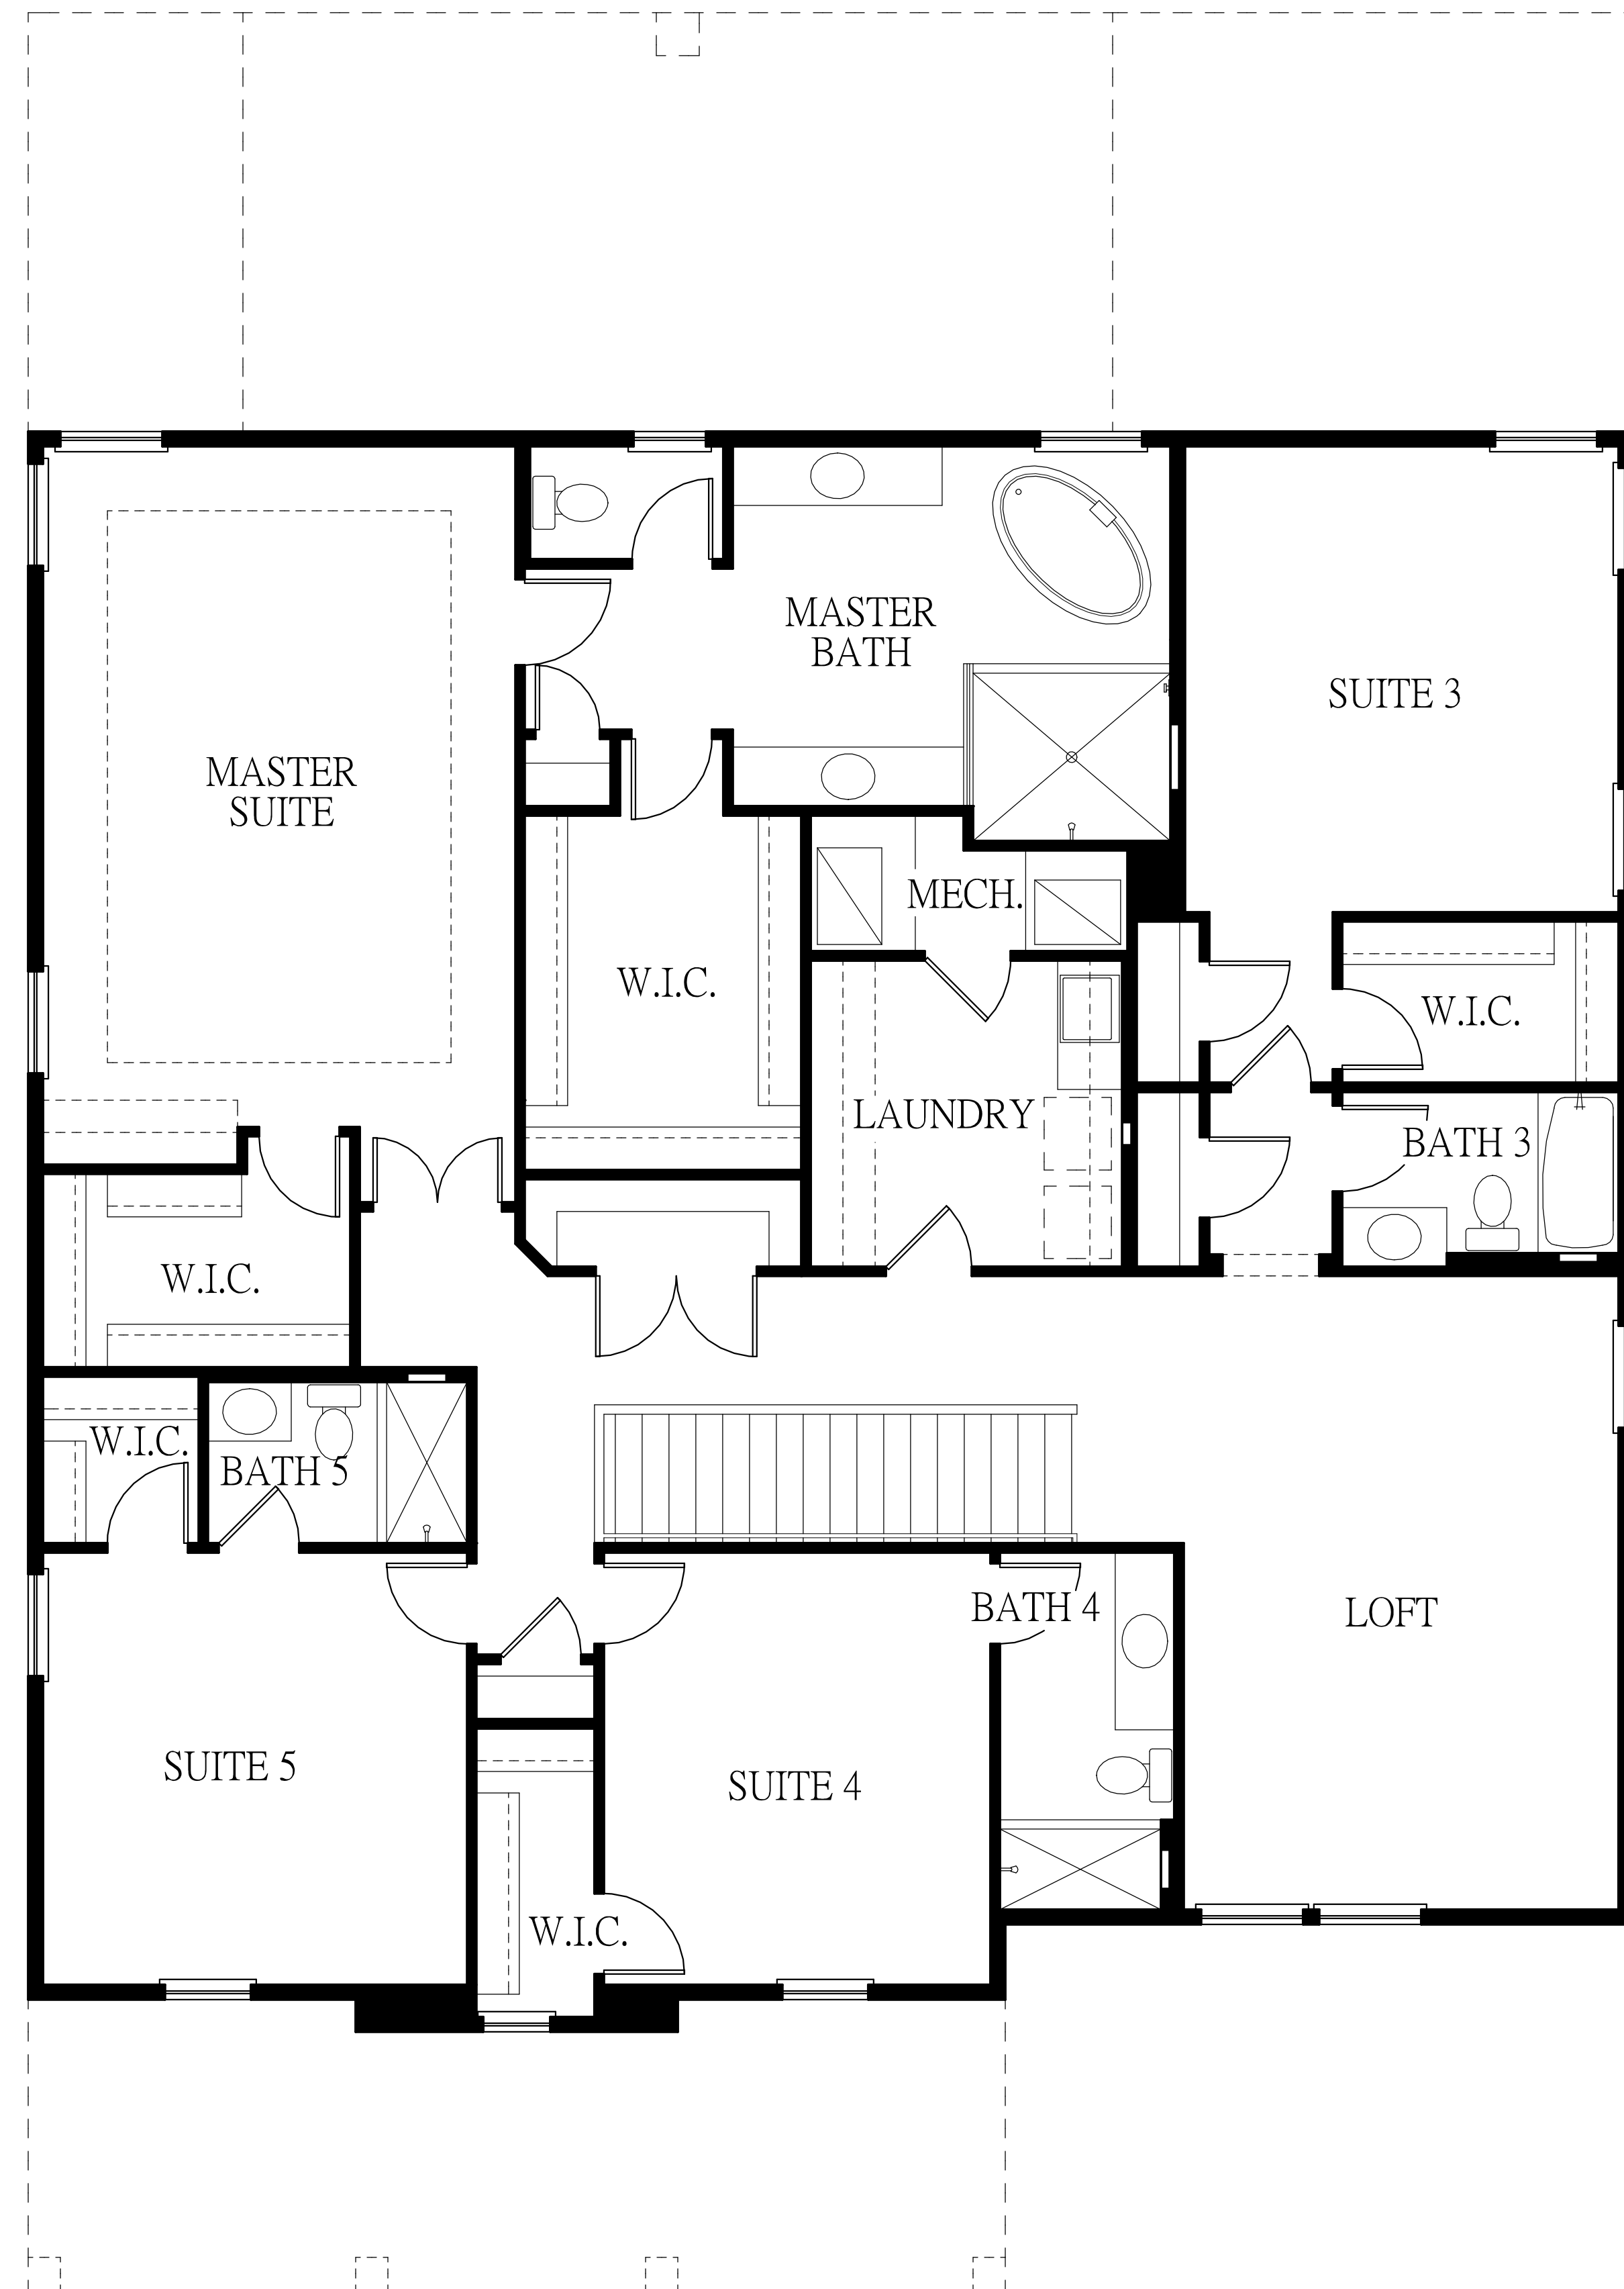 MASTER
BATH
SUITE 3
MASTER
SUITE
MECH.
W.I.C.
W.I.C.
LAUNDRY
BATH 3
W.I.C.
W.I.C.
BATH 5
BATH 4
LOFT
SUITE 5
SUITE 4
W.I.C.